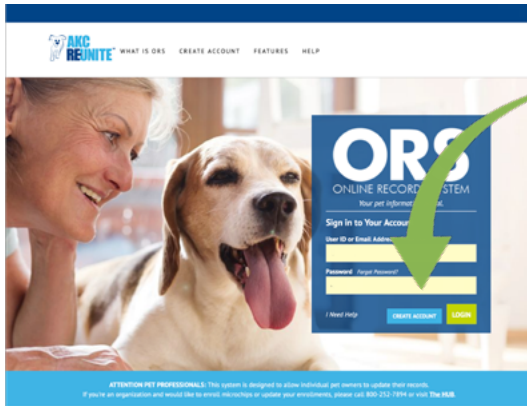 AKC
REUNITE
WHAT IS ORS CREATE ACCOUNT FEATURES HELP
ORS
ONLINE RECORD SYSTEM
Your pet informat
Sign in to Your Accou
User ID or Email Addre
Password Forgot Password?
I Need Help CREATE ACCOUNT LOGIN
ATTENTION PET PROFESSIONALS: This system is designed to allow individual pet owners to update their records.
If you're an organization and would like to enroll microchips or update your enrollments, please call 800-252-7894 or visit The HUB.